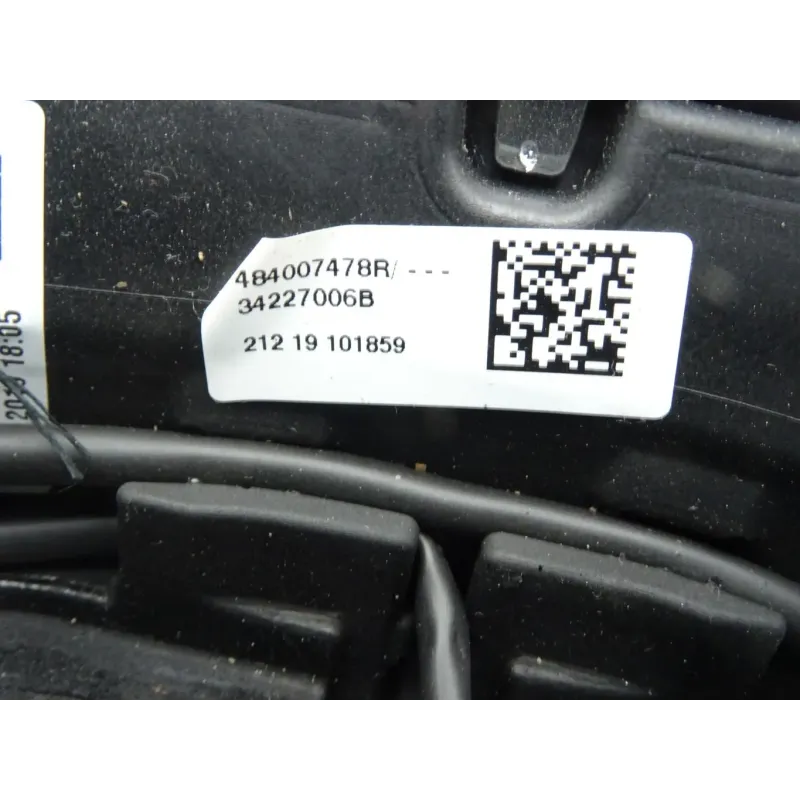 484007478R/ ---
34227006B
212 19 101859
18:05